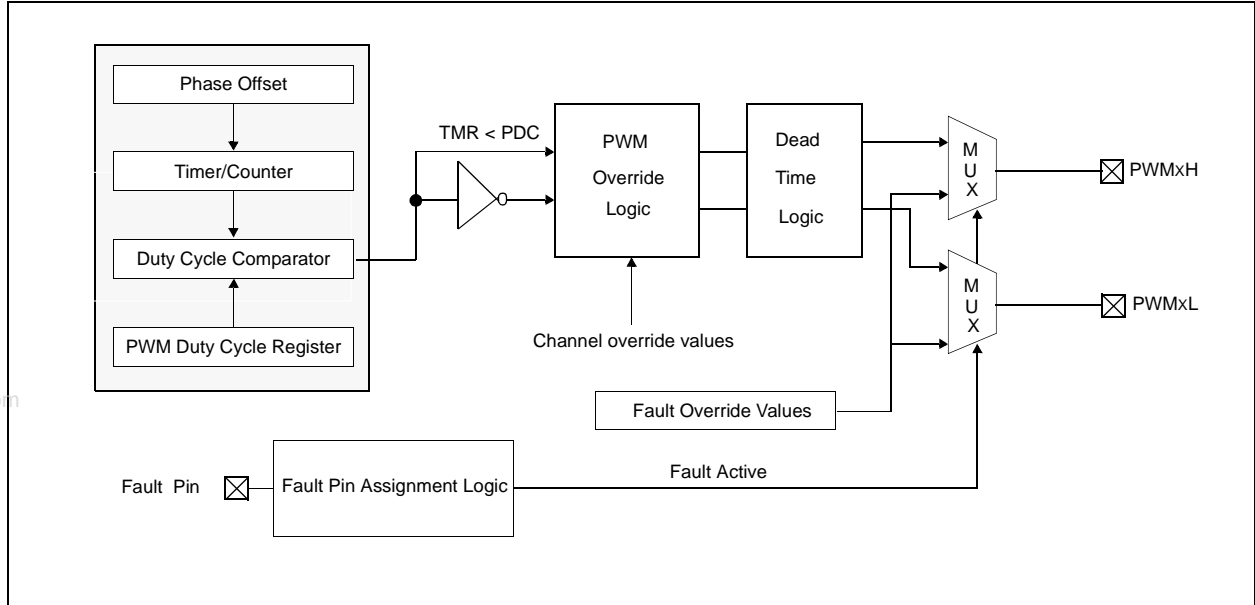 Phase Offset
Timer/Counter
Duty Cycle Comparator
PWM Duty Cycle Register
TMR < PDC
PWM
Override
Logic
Channel override values
Dead
Time
Logic
M
U
X
PWMxH
M
U
X
PWMxL
Fault Override Values
Fault Pin
Fault Pin Assignment Logic
Fault Active
om